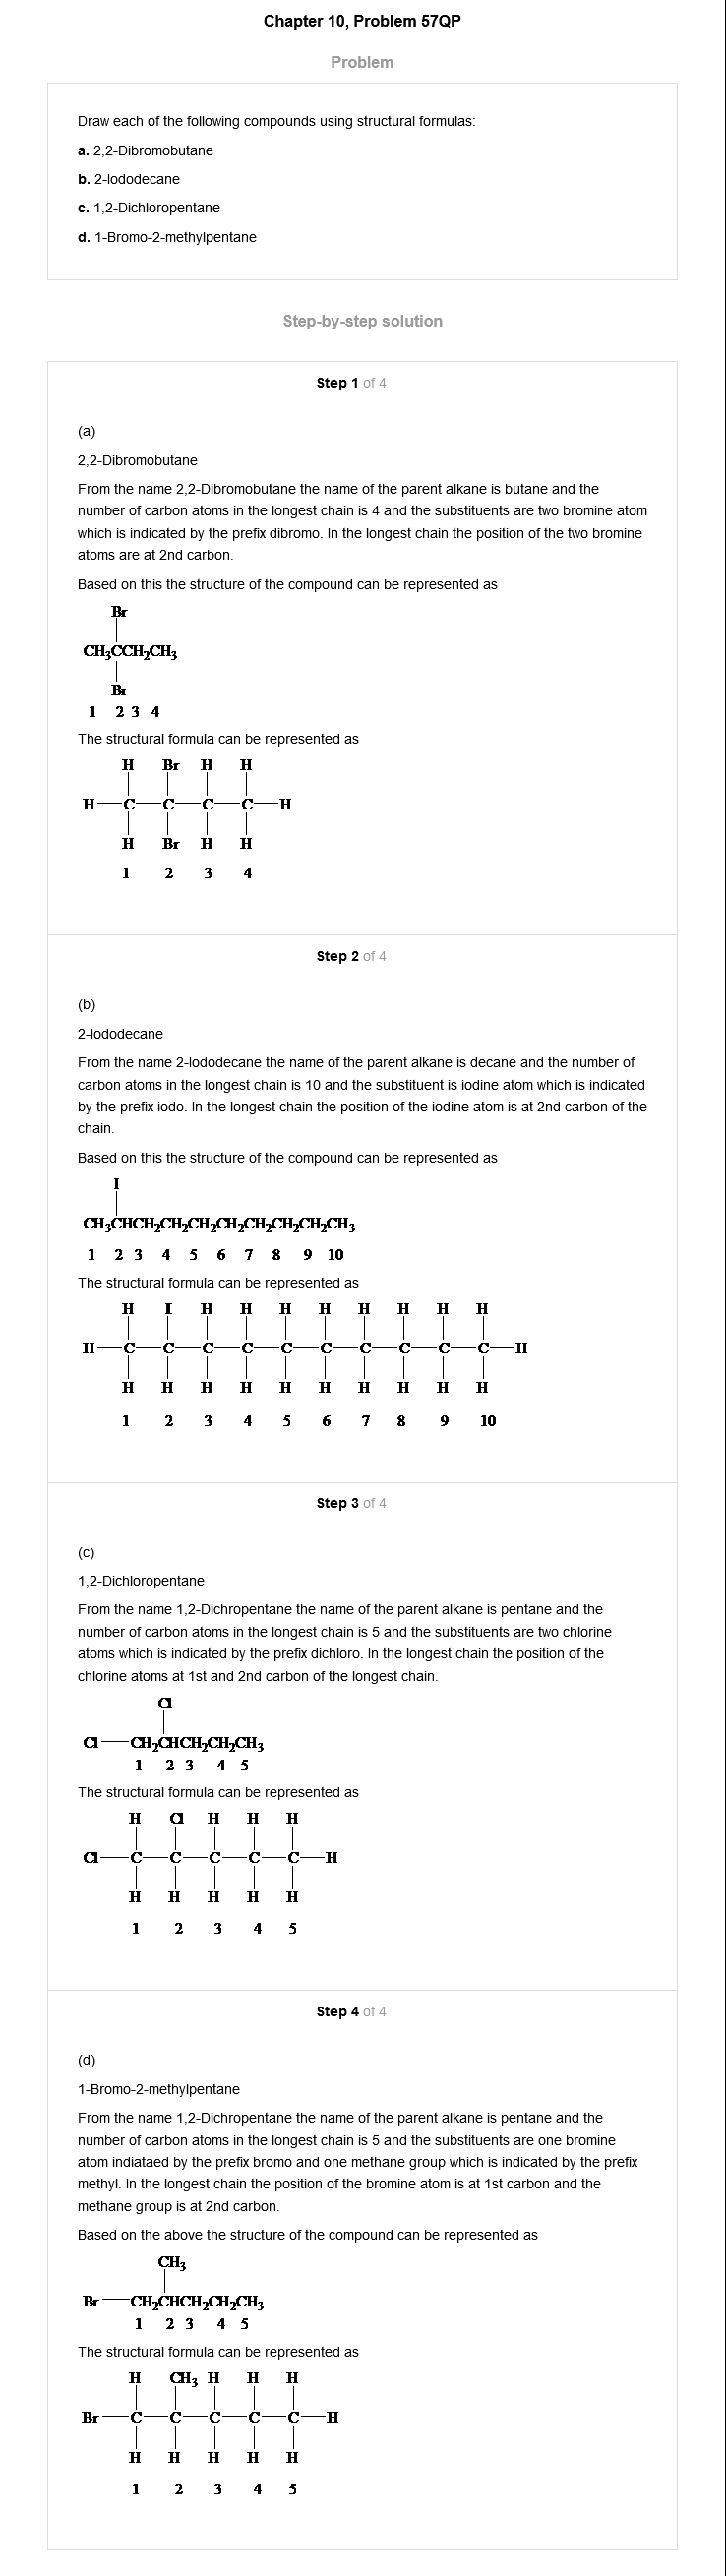 Chapter 10, Problem 57QP
Problem
Draw each of the following compounds using structural formulas:
a. 2,2-Dibromobutane
b. 2-Iododecane
c. 1,2-Dichloropentane
d. 1-Bromo-2-methylpentane
Step-by-step solution
Step 1 of 4
(a)
2,2-Dibromobutane
From the name 2,2-Dibromobutane the name of the parent alkane is butane and the
number of carbon atoms in the longest chain is 4 and the substituents are two bromine atom
which is indicated by the prefix dibromo. In the longest chain the position of the two bromine
atoms are at 2nd carbon.
Based on this the structure of the compound can be represented as
Br
CH₃CCH₂CH₃
Br
1 2 3 4
The structural formula can be represented as
H Br H H
H C C C C H
H Br H H
1 2 3 4
Step 2 of 4
(b)
2-Iododecane
From the name 2-Iododecane the name of the parent alkane is decane and the number of
carbon atoms in the longest chain is 10 and the substituent is iodine atom which is indicated
by the prefix iodo. In the longest chain the position of the iodine atom is at 2nd carbon of the
chain.
Based on this the structure of the compound can be represented as
I
CH₃CHCH₂CH₂CH₂CH₂CH₂CH₂CH₂CH₃
1 2 3 4 5 6 7 8 9 10
The structural formula can be represented as
H I H H H H H H H H
H C C C C C C C C C C H
H H H H H H H H H H
1 2 3 4 5 6 7 8 9 10
Step 3 of 4
(c)
1,2-Dichloropentane
From the name 1,2-Dichropentane the name of the parent alkane is pentane and the
number of carbon atoms in the longest chain is 5 and the substituents are two chlorine
atoms which is indicated by the prefix dichloro. In the longest chain the position of the
chlorine atoms at 1st and 2nd carbon of the longest chain.
Cl
Cl CH₂CHCH₂CH₂CH₃
1 2 3 4 5
The structural formula can be represented as
H Cl H H H
Cl C C C C C H
H H H H H
1 2 3 4 5
Step 4 of 4
(d)
1-Bromo-2-methylpentane
From the name 1,2-Dichropentane the name of the parent alkane is pentane and the
number of carbon atoms in the longest chain is 5 and the substituents are one bromine
atom indiataed by the prefix bromo and one methane group which is indicated by the prefix
methyl. In the longest chain the position of the bromine atom is at 1st carbon and the
methane group is at 2nd carbon.
Based on the above the structure of the compound can be represented as
CH₃
Br CH₂CHCH₂CH₂CH₃
1 2 3 4 5
The structural formula can be represented as
H CH₃ H H H
Br C C C C C H
H H H H H
1 2 3 4 5